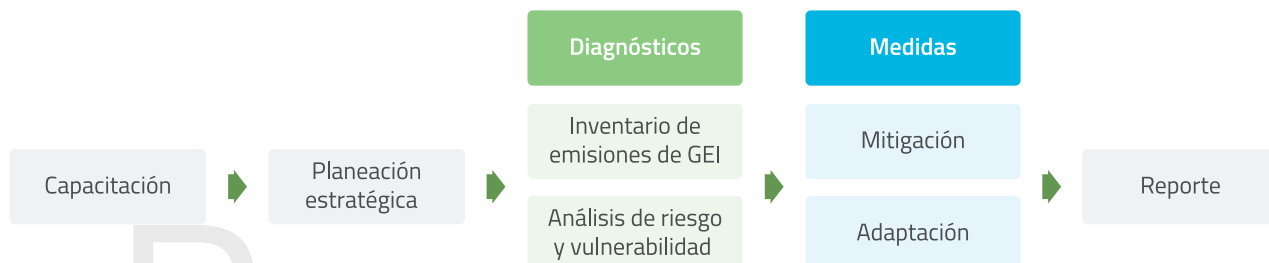 Diagnósticos
Medidas
Inventario de
emisiones de GEI
Mitigación
Capacitación
Planeación
estratégica
Reporte
Análisis de riesgo
y vulnerabilidad
Adaptación